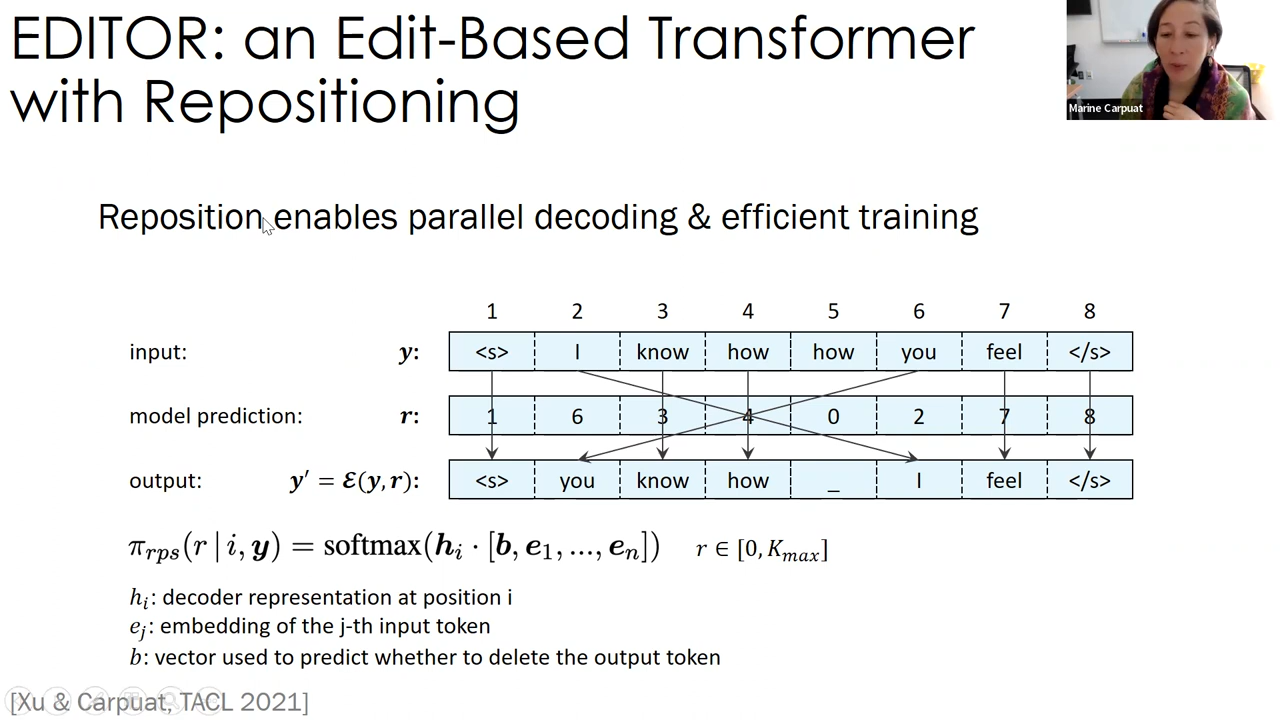 EDITOR: an Edit-Based Transformer
with Repositioning
Marine Carpuat
Reposition enables parallel decoding & efficient training
1 2 3 4 5 6 7 8
input: y: <s> I know how how you feel </s>
model prediction: r: 1 6 3 4 0 2 7 8
output: y′ = ℰ(y, r): <s> you know how _ I feel </s>
π_rps(r | i, y) = softmax(h_i · [b, e_1, ..., e_n]) r ∈ [0, K_max]
h_i: decoder representation at position i
e_j: embedding of the j-th input token
b: vector used to predict whether to delete the output token
[Xu & Carpuat, TACL 2021]